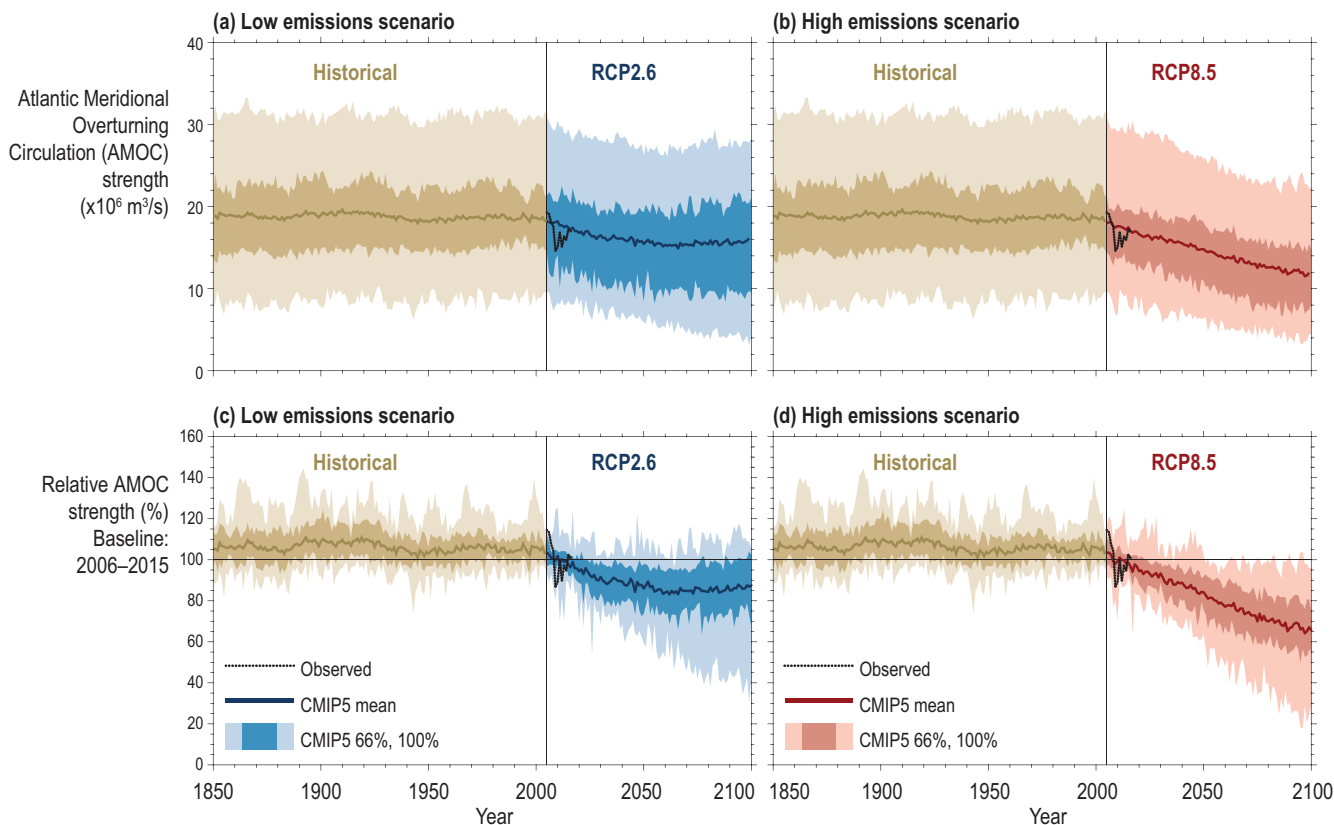 (a) Low emissions scenario
(b) High emissions scenario
Atlantic Meridional
Overturning
Circulation (AMOC)
strength
(x10⁶ m³/s)
40
30
20
10
0
Historical
RCP2.6
Historical
RCP8.5
(c) Low emissions scenario
(d) High emissions scenario
Relative AMOC
strength (%)
Baseline:
2006–2015
160
140
120
100
80
60
40
20
0
Historical
RCP2.6
Historical
RCP8.5
Observed
CMIP5 mean
CMIP5 66%, 100%
Observed
CMIP5 mean
CMIP5 66%, 100%
1850 1900 1950 2000 2050 2100
1850 1900 1950 2000 2050 2100
Year
Year